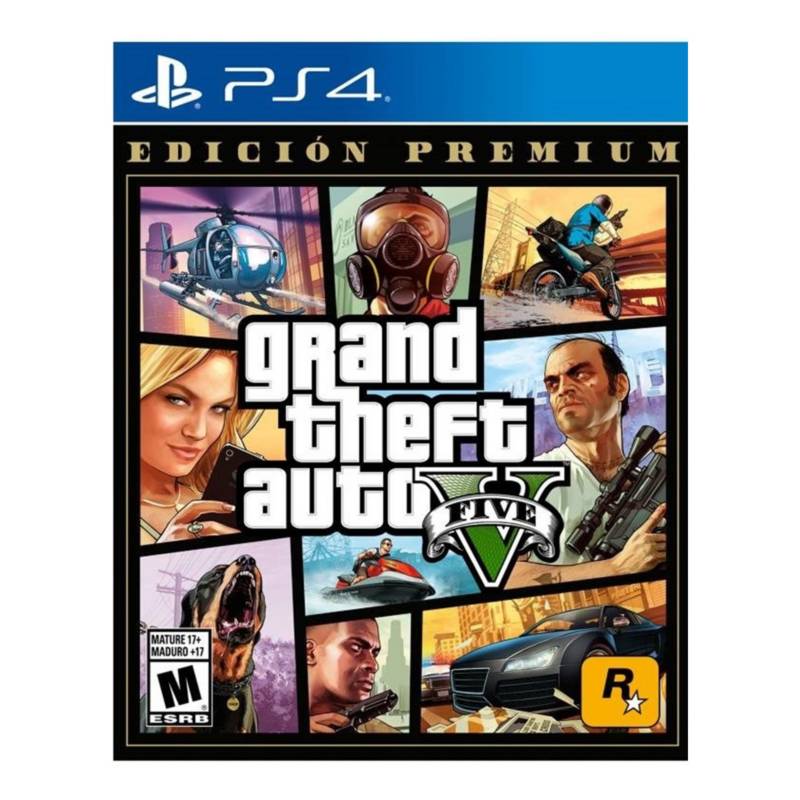 PS4
EDICIÓN PREMIUM
grand
theft
auto V
FIVE
MATURE 17+
MADURO +17
M
ESRB
R